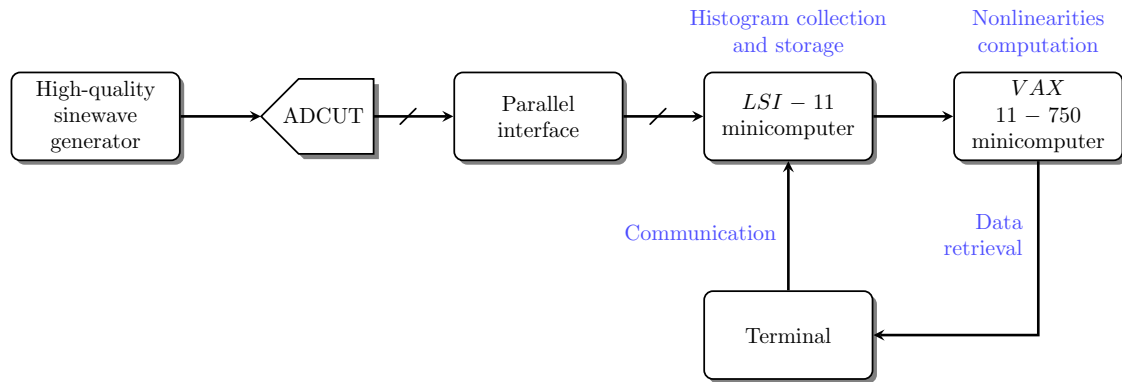 Histogram collection
and storage
Nonlinearities
computation
High-quality
sinewave
generator
ADCUT
Parallel
interface
LSI − 11
minicomputer
VAX
11 − 750
minicomputer
Communication
Data
retrieval
Terminal